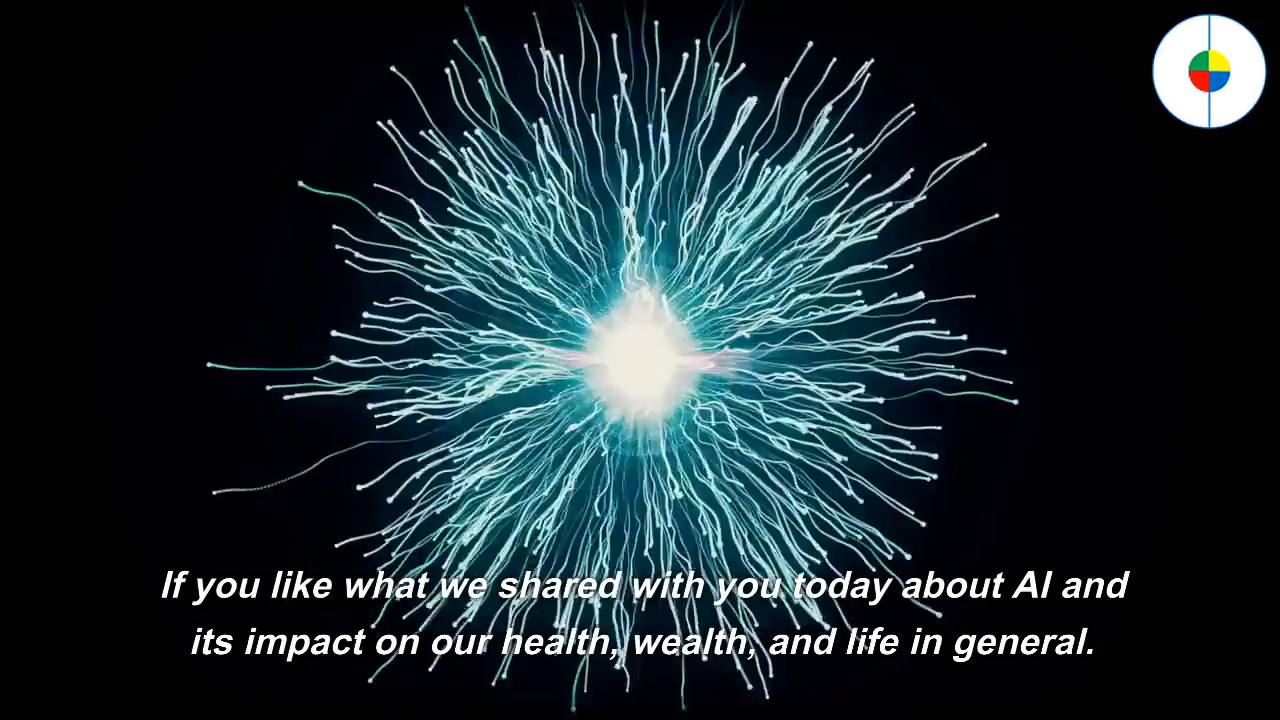 If you like what we shared with you today about AI and
its impact on our health, wealth, and life in general.